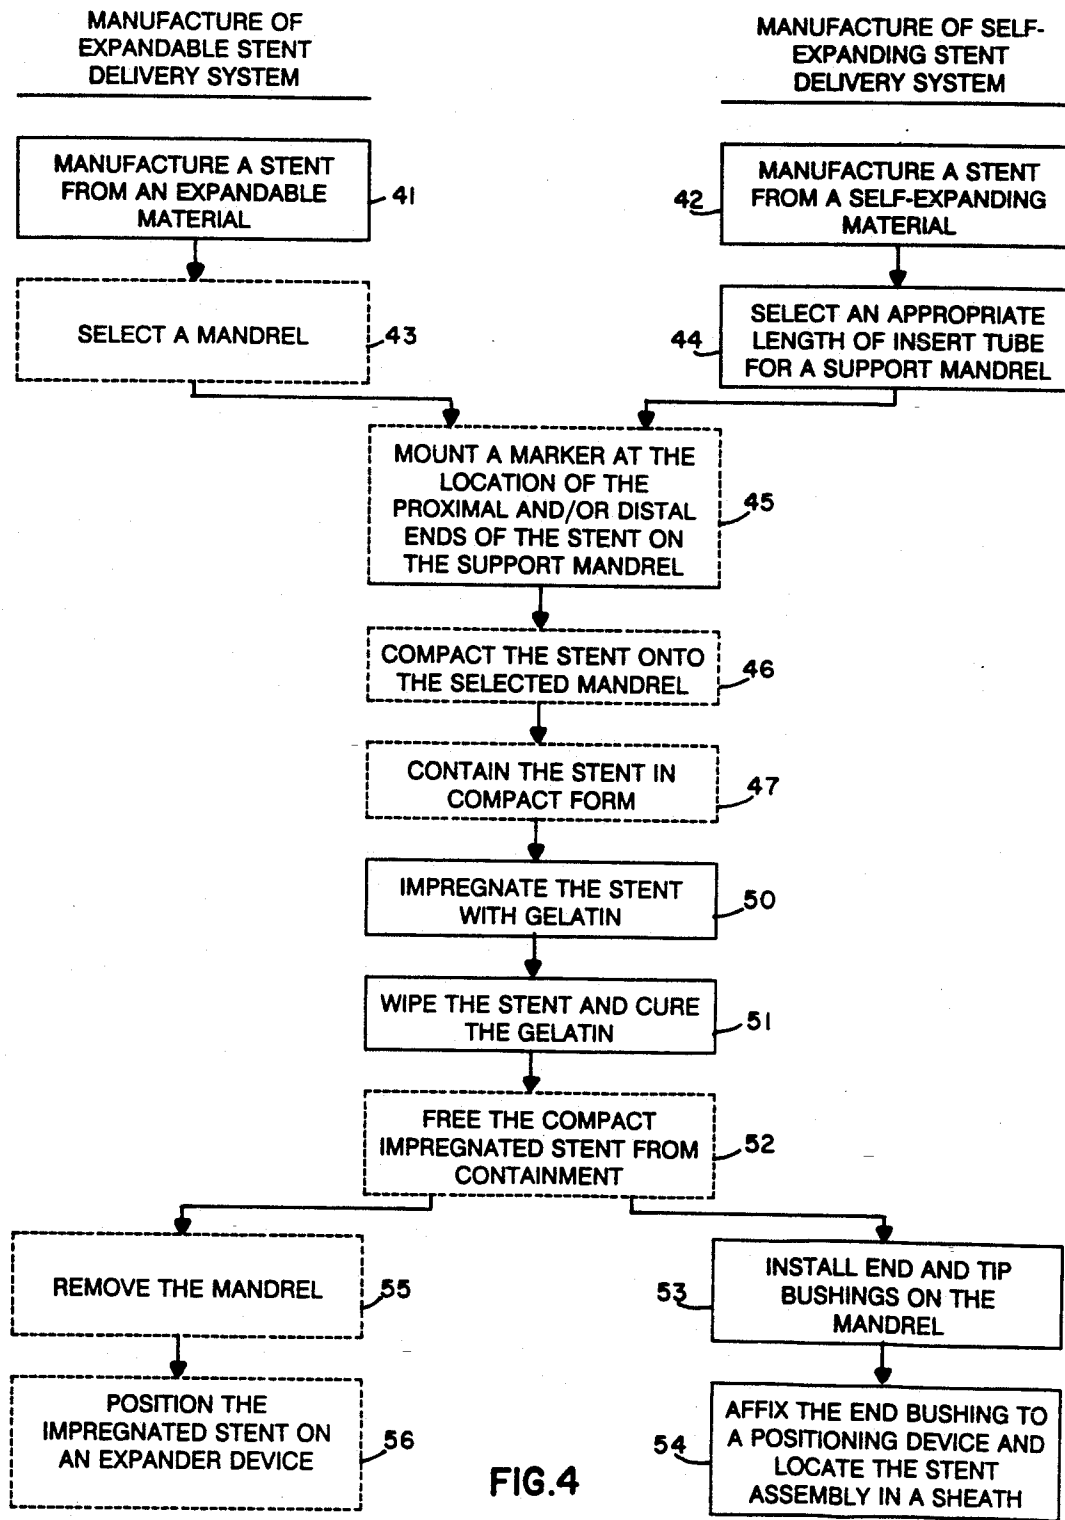 MANUFACTURE OF
EXPANDABLE STENT
DELIVERY SYSTEM
MANUFACTURE OF SELF-
EXPANDING STENT
DELIVERY SYSTEM
MANUFACTURE A STENT
FROM AN EXPANDABLE
MATERIAL
41
42
MANUFACTURE A STENT
FROM A SELF-EXPANDING
MATERIAL
SELECT A MANDREL
43
44
SELECT AN APPROPRIATE
LENGTH OF INSERT TUBE
FOR A SUPPORT MANDREL
MOUNT A MARKER AT THE
LOCATION OF THE
PROXIMAL AND/OR DISTAL
ENDS OF THE STENT ON
THE SUPPORT MANDREL
45
COMPACT THE STENT ONTO
THE SELECTED MANDREL
46
CONTAIN THE STENT IN
COMPACT FORM
47
IMPREGNATE THE STENT
WITH GELATIN
50
WIPE THE STENT AND CURE
THE GELATIN
51
FREE THE COMPACT
IMPREGNATED STENT FROM
CONTAINMENT
52
REMOVE THE MANDREL
55
53
INSTALL END AND TIP
BUSHINGS ON THE
MANDREL
POSITION THE
IMPREGNATED STENT ON
AN EXPANDER DEVICE
56
54
AFFIX THE END BUSHING TO
A POSITIONING DEVICE AND
LOCATE THE STENT
ASSEMBLY IN A SHEATH
FIG.4